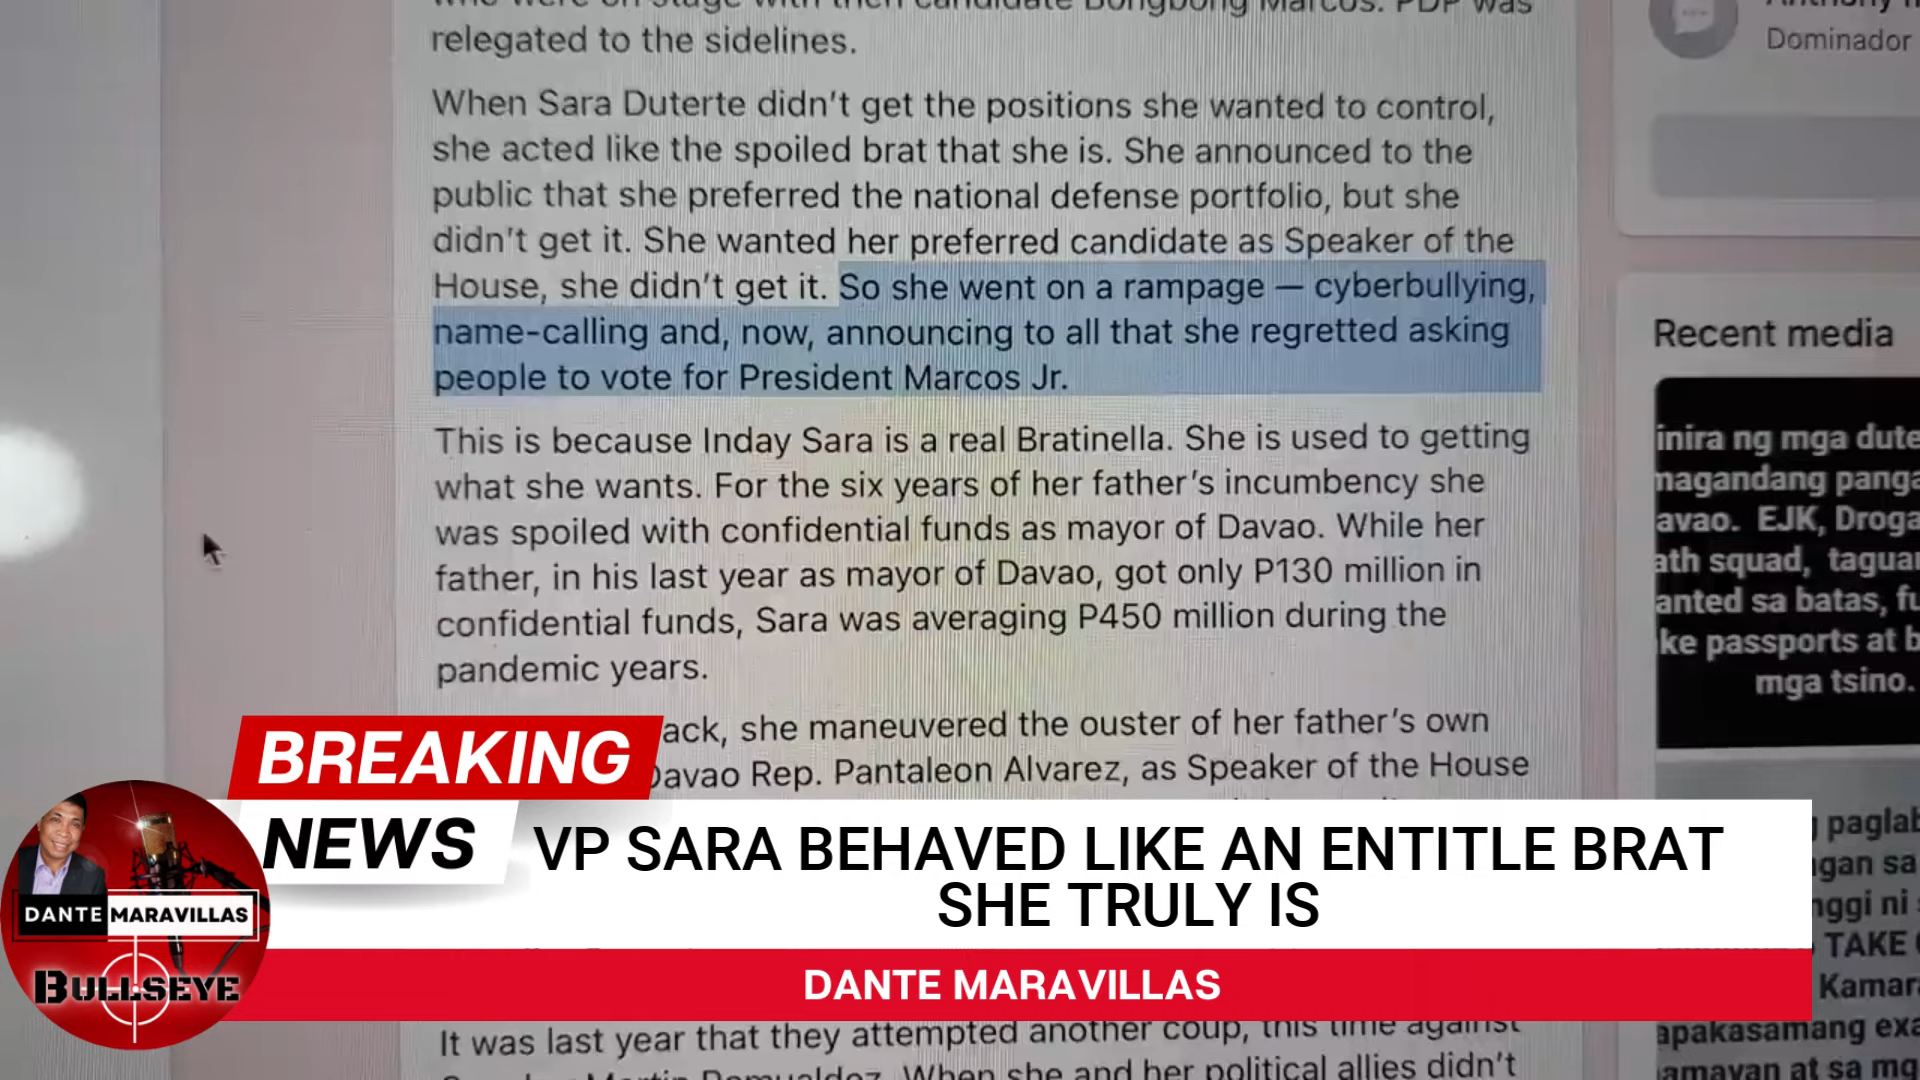 relegated to the sidelines.
When Sara Duterte didn't get the positions she wanted to control,
she acted like the spoiled brat that she is. She announced to the
public that she preferred the national defense portfolio, but she
didn't get it. She wanted her preferred candidate as Speaker of the
House, she didn't get it. So she went on a rampage — cyberbullying,
name-calling and, now, announcing to all that she regretted asking
people to vote for President Marcos Jr.
This is because Inday Sara is a real Bratinella. She is used to getting
what she wants. For the six years of her father's incumbency she
was spoiled with confidential funds as mayor of Davao. While her
father, in his last year as mayor of Davao, got only P130 million in
confidential funds, Sara was averaging P450 million during the
pandemic years.
ack, she maneuvered the ouster of her father's own
Davao Rep. Pantaleon Alvarez, as Speaker of the House
It was last year that they attempted another coup, this time against
When she and her political allies didn't
Dominador
Recent media
inira ng mga dute
magandang panga
avao. EJK, Droga
ath squad, taguan
anted sa batas, fu
ke passports at b
mga tsino.
paglab
ngan sa
nggi ni
TAKE
Kamara
apakasamang exa
amayan at sa mg
BREAKING
NEWS
VP SARA BEHAVED LIKE AN ENTITLE BRAT
SHE TRULY IS
DANTE MARAVILLAS
DANTE MARAVILLAS
BULLSEYE